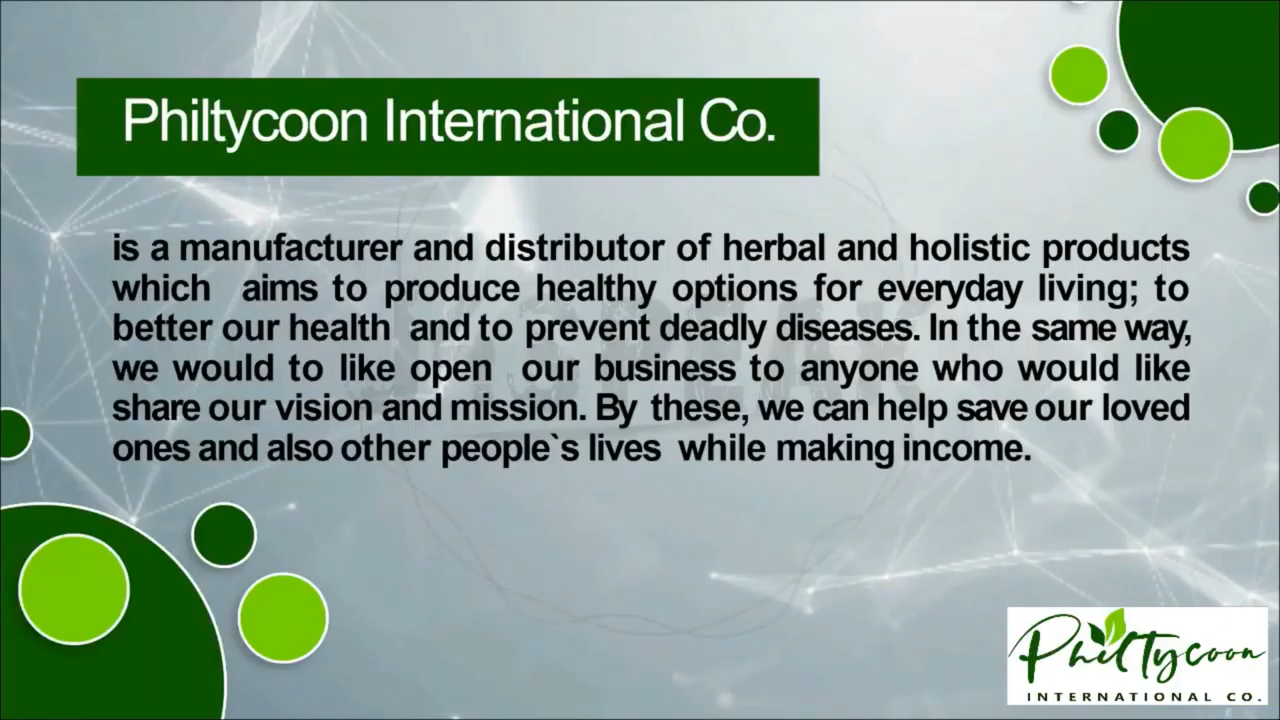 Philtycoon International Co.
is a manufacturer and distributor of herbal and holistic products
which aims to produce healthy options for everyday living; to
better our health and to prevent deadly diseases. In the same way,
we would to like open our business to anyone who would like
share our vision and mission. By these, we can help save our loved
ones and also other people`s lives while making income.
PhilTycoon
INTERNATIONAL CO.